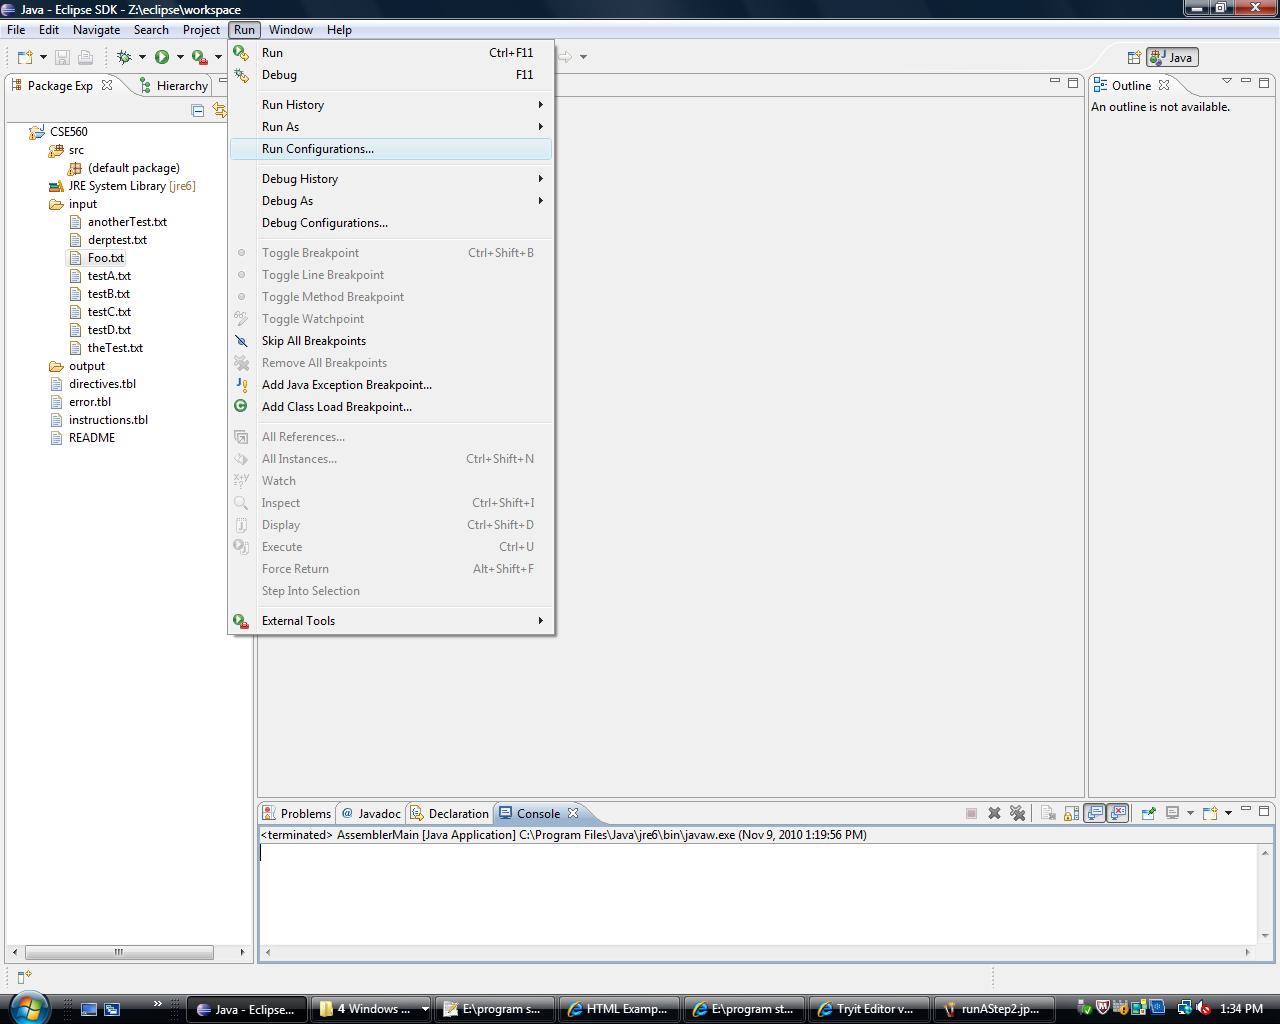 Java - Eclipse SDK - Z:\eclipse\workspace
File Edit Navigate Search Project Run Window Help
Java
Package Exp Hierarchy
CSE560
src
(default package)
JRE System Library [jre6]
input
anotherTest.txt
derptest.txt
Foo.txt
testA.txt
testB.txt
testC.txt
testD.txt
theTest.txt
output
directives.tbl
error.tbl
instructions.tbl
README
Run Ctrl+F11
Debug F11
Run History
Run As
Run Configurations...
Debug History
Debug As
Debug Configurations...
Toggle Breakpoint Ctrl+Shift+B
Toggle Line Breakpoint
Toggle Method Breakpoint
Toggle Watchpoint
Skip All Breakpoints
Remove All Breakpoints
Add Java Exception Breakpoint...
Add Class Load Breakpoint...
All References...
All Instances... Ctrl+Shift+N
Watch
Inspect Ctrl+Shift+I
Display Ctrl+Shift+D
Execute Ctrl+U
Force Return Alt+Shift+F
Step Into Selection
External Tools
Outline
An outline is not available.
Problems @ Javadoc Declaration Console
<terminated> AssemblerMain [Java Application] C:\Program Files\Java\jre6\bin\javaw.exe (Nov 9, 2010 1:19:56 PM)
Java - Eclipse... 4 Windows ... E:\program s... HTML Examp... E:\program st... Tryit Editor v... runAStep2.jp... 1:34 PM